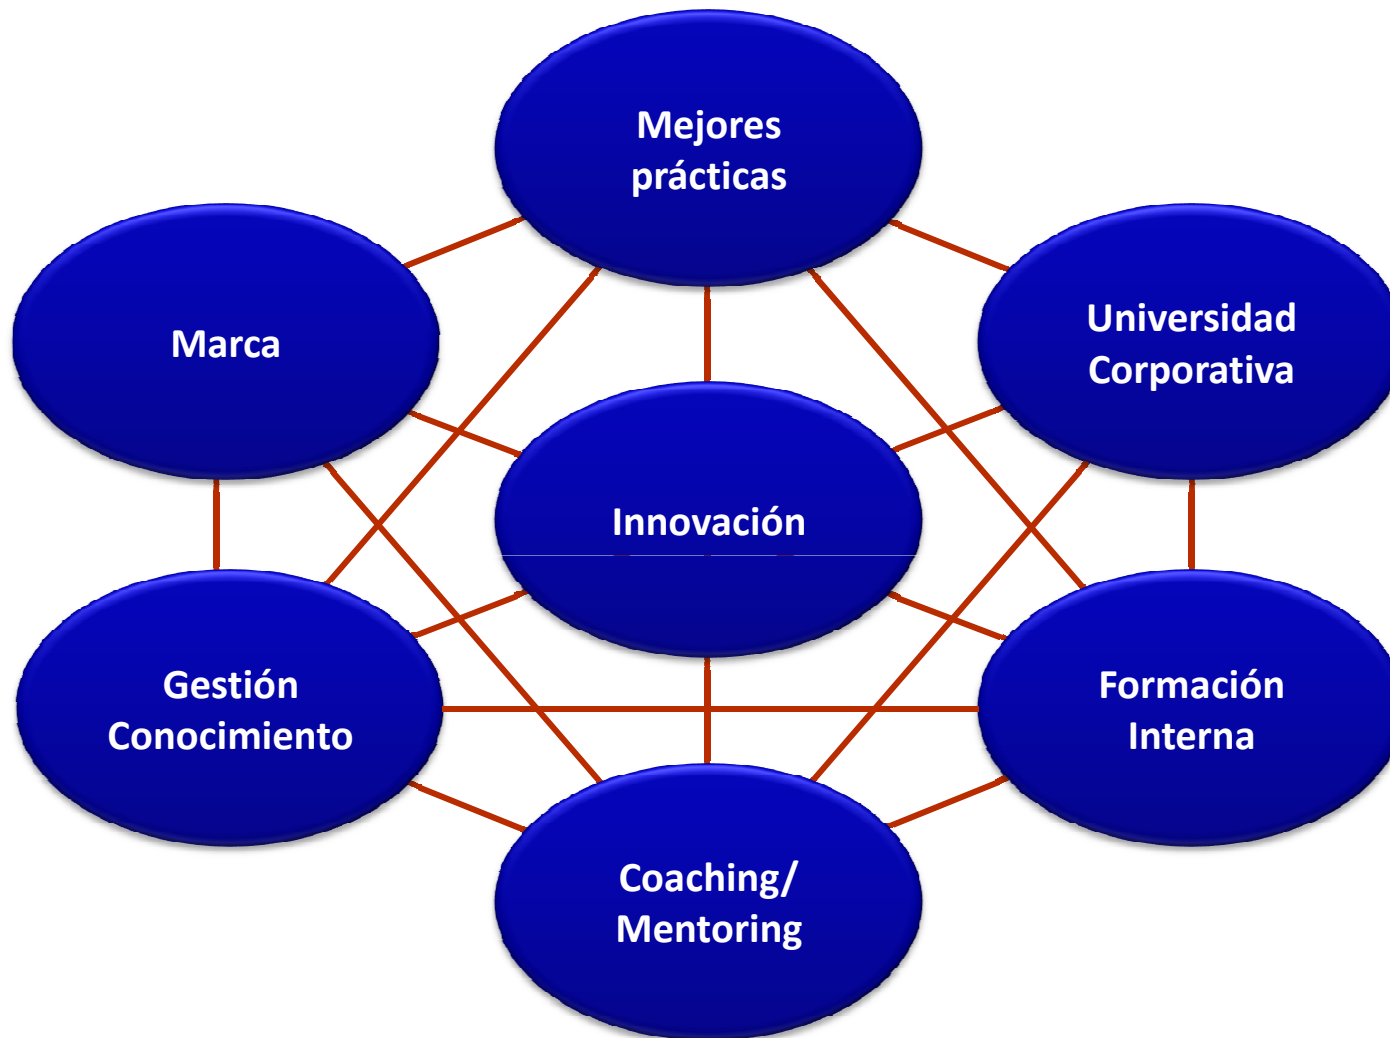 Mejores
prácticas
Marca
Universidad
Corporativa
Innovación
Gestión
Conocimiento
Formación
Interna
Coaching/
Mentoring